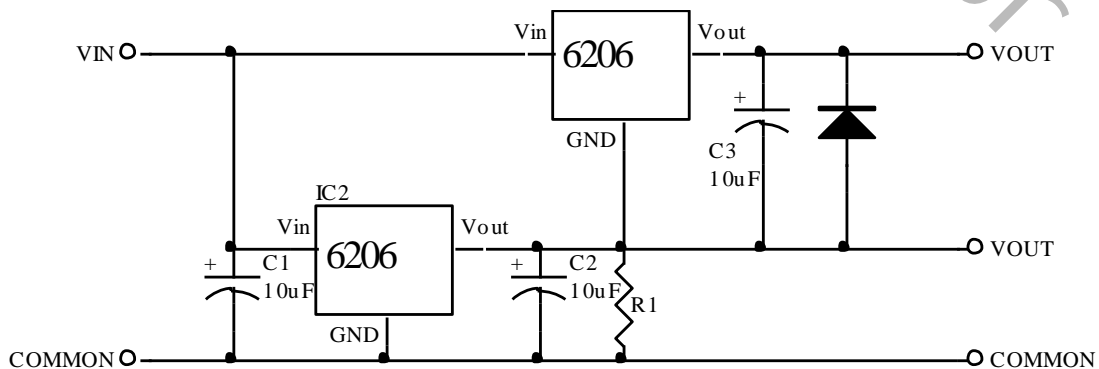 Vin
Vout
VIN
6206
VOUT
+
GND
C3
10uF
IC2
Vin
Vout
6206
VOUT
+
C1
10uF
+
C2
10uF
R1
GND
COMMON
COMMON